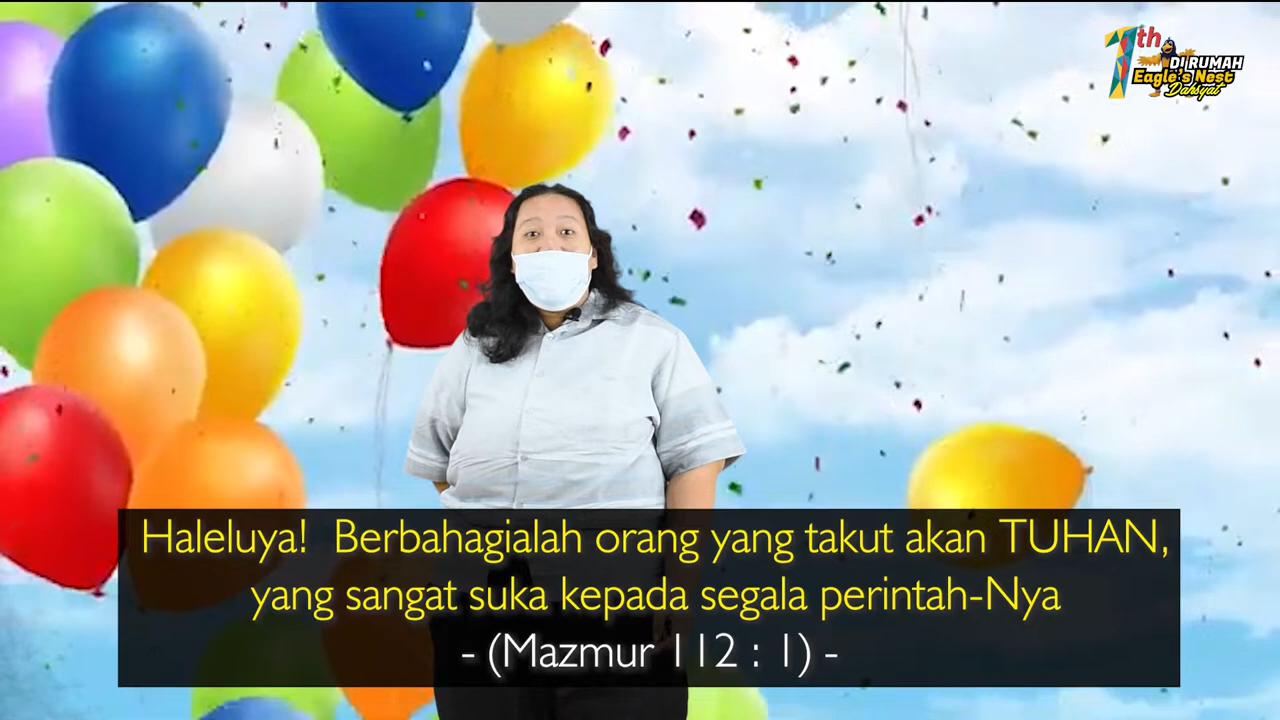 1th
DI RUMAH
Eagle's Nest
Dahsyat
Haleluya! Berbahagialah orang yang takut akan TUHAN,
yang sangat suka kepada segala perintah-Nya
- (Mazmur 112 : 1) -